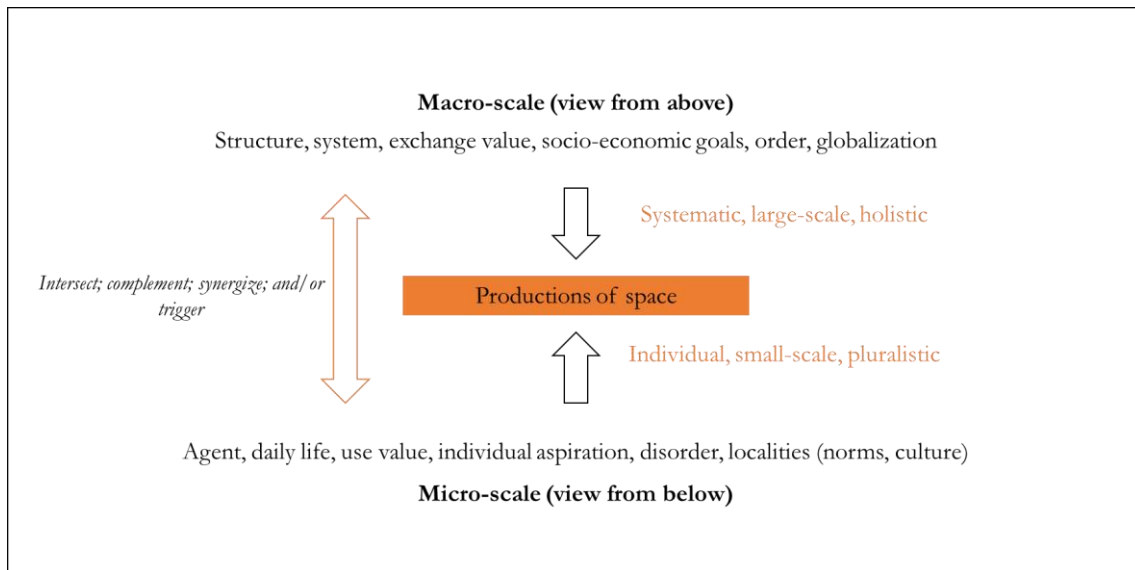 Macro-scale (view from above)
Structure, system, exchange value, socio-economic goals, order, globalization
Systematic, large-scale, holistic
Intersect; complement; synergize; and/or
trigger
Productions of space
Individual, small-scale, pluralistic
Agent, daily life, use value, individual aspiration, disorder, localities (norms, culture)
Micro-scale (view from below)